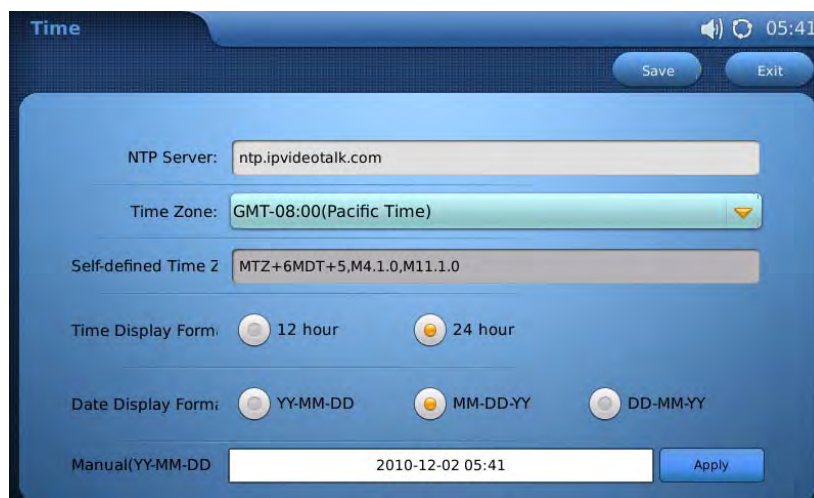 Time 05:41
Save Exit
NTP Server: ntp.ipvideotalk.com
Time Zone: GMT-08:00(Pacific Time)
Self-defined Time Z MTZ+6MDT+5,M4.1.0,M11.1.0
Time Display Form 12 hour 24 hour
Date Display Forma YY-MM-DD MM-DD-YY DD-MM-YY
Manual(YY-MM-DD 2010-12-02 05:41 Apply